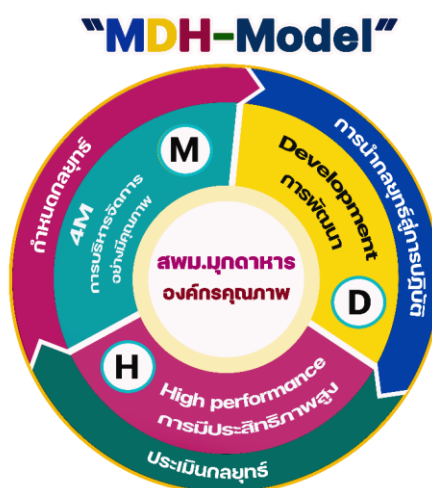 "MDH-Model"
กำหนดกลยุทธ์
การนำกลยุทธ์สู่การปฏิบัติ
ประเมินกลยุทธ์
M
4M
การบริหารจัดการ
อย่างมีคุณภาพ
Development
การพัฒนา
D
H
High performance
การมีประสิทธิภาพสูง
สพม.มุกดาหาร
องค์กรคุณภาพ